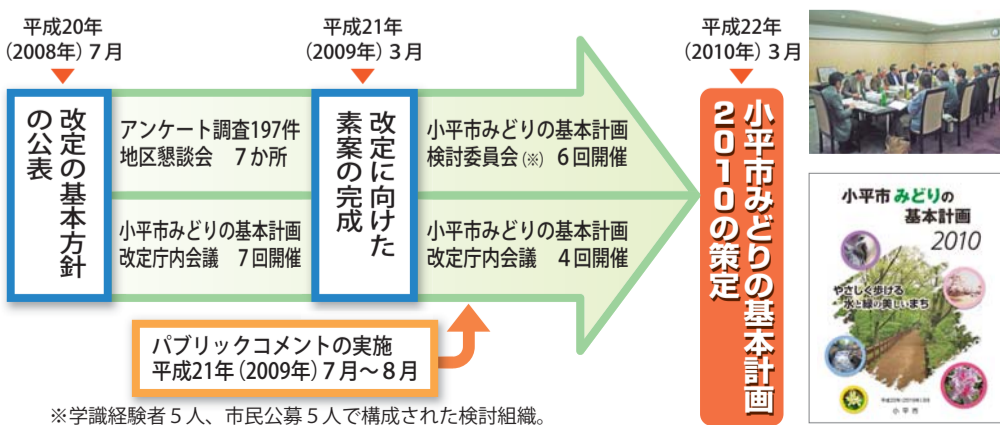 平成20年
(2008年) 7月
平成21年
(2009年) 3月
平成22年
(2010年) 3月
改定の基本方針
の公表
アンケート調査197件
地区懇談会 7か所
小平市みどりの基本計画
改定庁内会議 7回開催
改定に向けた
素案の完成
小平市みどりの基本計画
検討委員会(※) 6回開催
小平市みどりの基本計画
改定庁内会議 4回開催
小平市みどりの基本計画
2010の策定
パブリックコメントの実施
平成21年(2009年)7月～8月
※学識経験者5人、市民公募5人で構成された検討組織。
小平市 みどりの
基本計画
2010
やさしく歩ける
水と緑の美しいまち
平成22年(2010年)3月
小平市